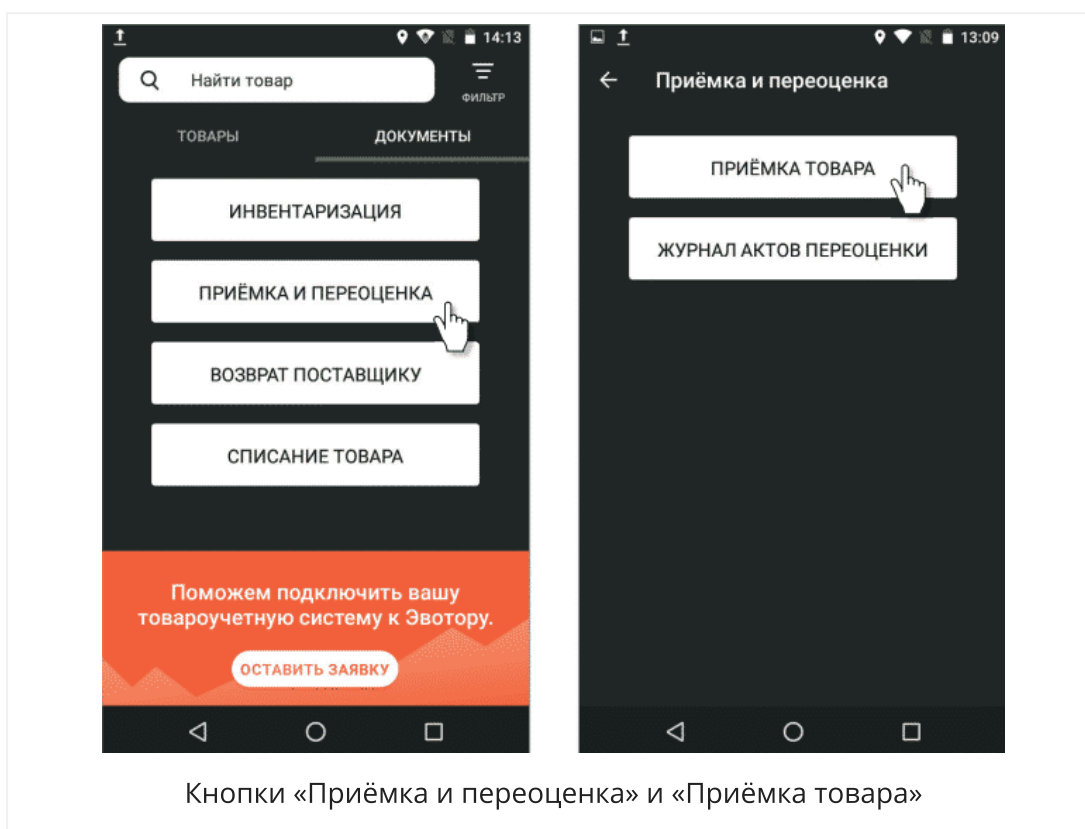 14:13
Найти товар
ФИЛЬТР
ТОВАРЫ
ДОКУМЕНТЫ
ИНВЕНТАРИЗАЦИЯ
ПРИЁМКА И ПЕРЕОЦЕНКА
ВОЗВРАТ ПОСТАВЩИКУ
СПИСАНИЕ ТОВАРА
Поможем подключить вашу
товароучетную систему к Эвотору.
ОСТАВИТЬ ЗАЯВКУ
13:09
Приёмка и переоценка
ПРИЁМКА ТОВАРА
ЖУРНАЛ АКТОВ ПЕРЕОЦЕНКИ
Кнопки «Приёмка и переоценка» и «Приёмка товара»